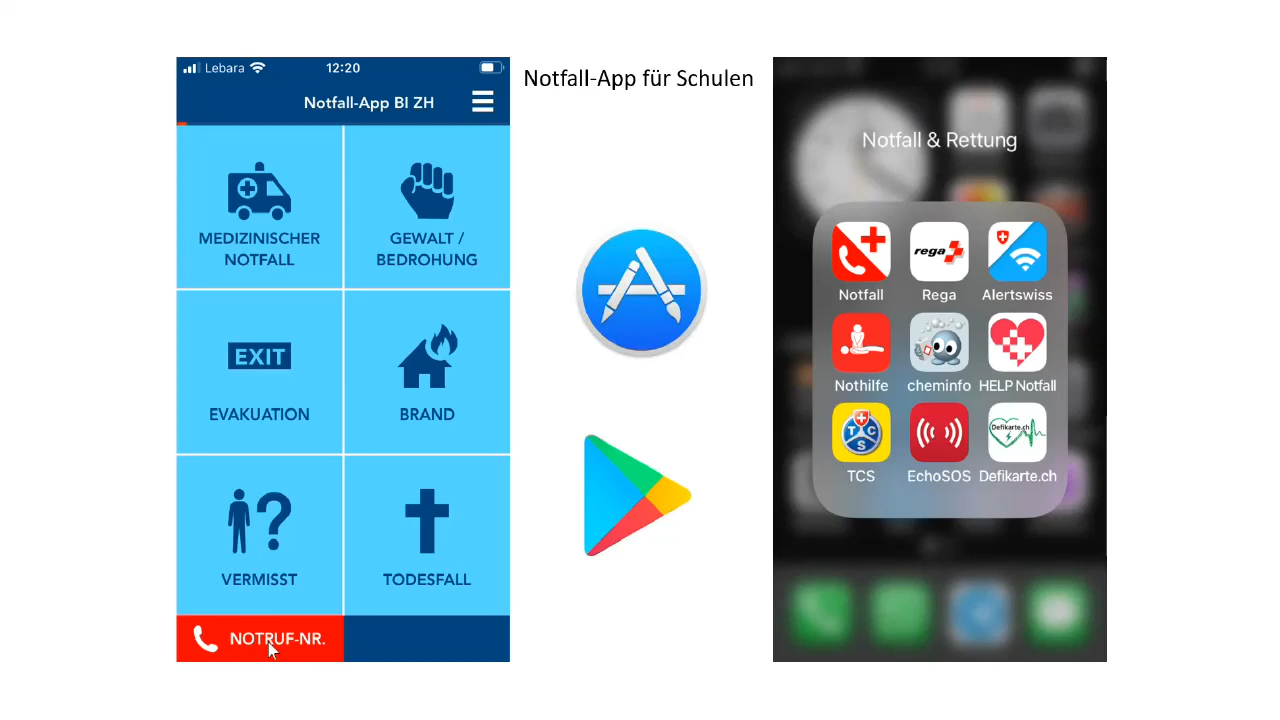 Lebara
12:20
Notfall-App BI ZH
MEDIZINISCHER
NOTFALL
GEWALT /
BEDROHUNG
EXIT
EVAKUATION
BRAND
?
VERMISST
TODESFALL
NOTRUF-NR.
Notfall-App für Schulen
Notfall & Rettung
rega
Notfall
Rega
Alertswiss
Nothilfe
cheminfo
HELP Notfall
T C S
Defikarte.ch
TCS
EchoSOS
Defikarte.ch